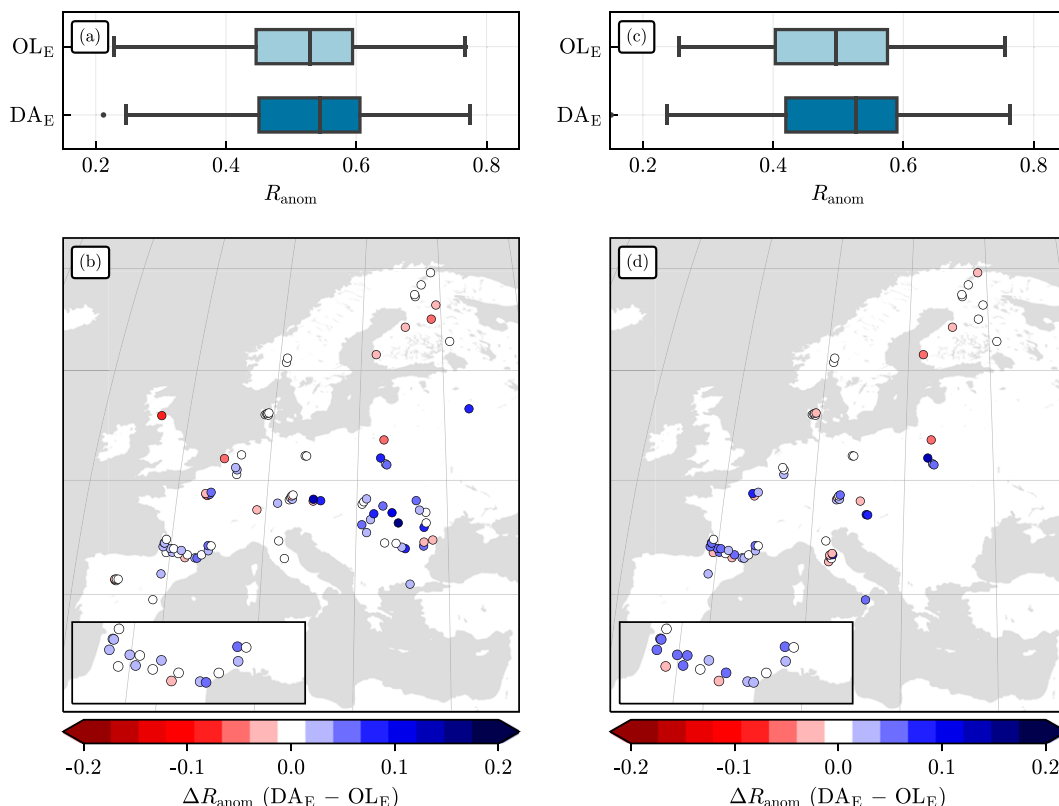 (a)
OL_E
DA_E
0.2 0.4 0.6 0.8
R_anom
(c)
OL_E
DA_E
0.2 0.4 0.6 0.8
R_anom
(b)
(d)
-0.2 -0.1 0.0 0.1 0.2
ΔR_anom (DA_E − OL_E)
-0.2 -0.1 0.0 0.1 0.2
ΔR_anom (DA_E − OL_E)